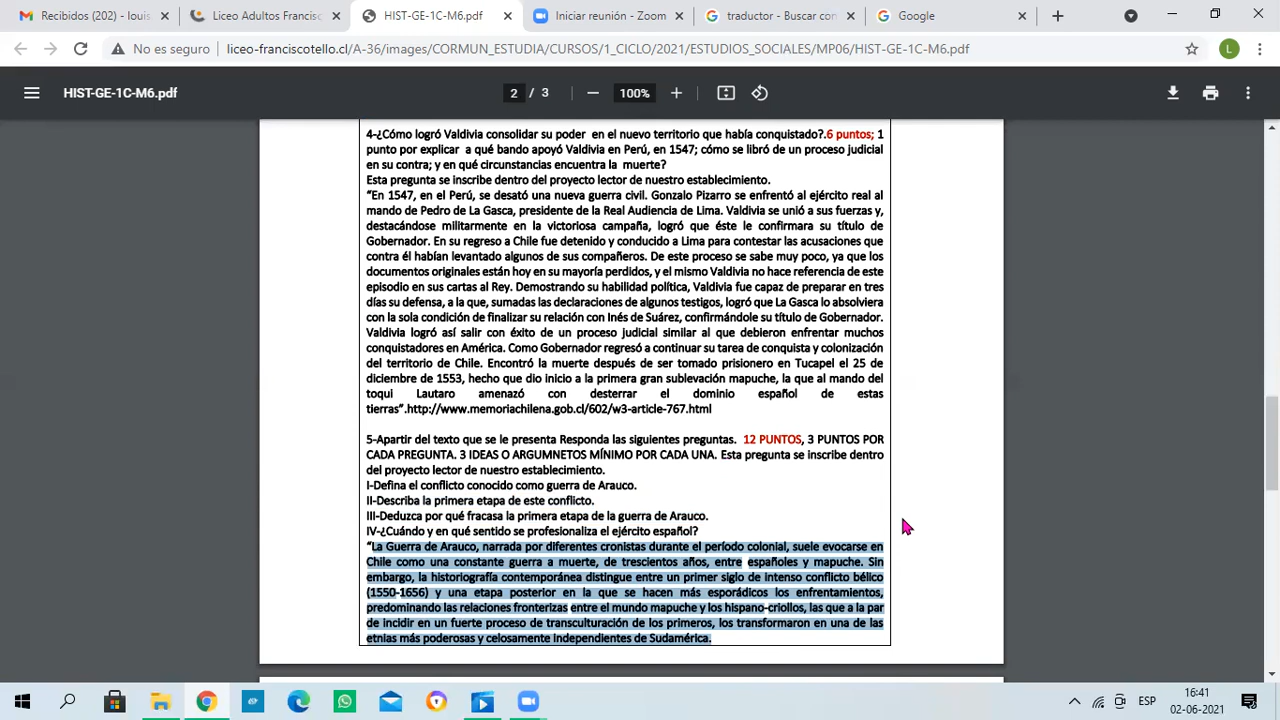 Recibidos (202) - louis
Liceo Adultos Francisc
HIST-GE-1C-M6.pdf
Iniciar reunión - Zoom
traductor - Buscar con
Google
No es seguro
liceo-franciscotello.cl/A-36/images/CORMUN_ESTUDIA/CURSOS/1_CICLO/2021/ESTUDIOS_SOCIALES/MP06/HIST-GE-1C-M6.pdf
L
HIST-GE-1C-M6.pdf
2 / 3
100%
4-¿Cómo logró Valdivia consolidar su poder en el nuevo territorio que había conquistado?.6 puntos; 1
punto por explicar a qué bando apoyó Valdivia en Perú, en 1547; cómo se libró de un proceso judicial
en su contra; y en qué circunstancias encuentra la muerte?
Esta pregunta se inscribe dentro del proyecto lector de nuestro establecimiento.
“En 1547, en el Perú, se desató una nueva guerra civil. Gonzalo Pizarro se enfrentó al ejército real al
mando de Pedro de La Gasca, presidente de la Real Audiencia de Lima. Valdivia se unió a sus fuerzas y,
destacándose militarmente en la victoriosa campaña, logró que éste le confirmara su título de
Gobernador. En su regreso a Chile fue detenido y conducido a Lima para contestar las acusaciones que
contra él habían levantado algunos de sus compañeros. De este proceso se sabe muy poco, ya que los
documentos originales están hoy en su mayoría perdidos, y el mismo Valdivia no hace referencia de este
episodio en sus cartas al Rey. Demostrando su habilidad política, Valdivia fue capaz de preparar en tres
días su defensa, a la que, sumadas las declaraciones de algunos testigos, logró que La Gasca lo absolviera
con la sola condición de finalizar su relación con Inés de Suárez, confirmándole su título de Gobernador.
Valdivia logró así salir con éxito de un proceso judicial similar al que debieron enfrentar muchos
conquistadores en América. Como Gobernador regresó a continuar su tarea de conquista y colonización
del territorio de Chile. Encontró la muerte después de ser tomado prisionero en Tucapel el 25 de
diciembre de 1553, hecho que dio inicio a la primera gran sublevación mapuche, la que al mando del
toqui Lautaro amenazó con desterrar el dominio español de estas
tierras”.http://www.memoriachilena.gob.cl/602/w3-article-767.html
5-Apartir del texto que se le presenta Responda las siguientes preguntas. 12 PUNTOS, 3 PUNTOS POR
CADA PREGUNTA. 3 IDEAS O ARGUMNETOS MÍNIMO POR CADA UNA. Esta pregunta se inscribe dentro
del proyecto lector de nuestro establecimiento.
I-Defina el conflicto conocido como guerra de Arauco.
II-Describa la primera etapa de este conflicto.
III-Deduzca por qué fracasa la primera etapa de la guerra de Arauco.
IV-¿Cuándo y en qué sentido se profesionaliza el ejército español?
“La Guerra de Arauco, narrada por diferentes cronistas durante el período colonial, suele evocarse en
Chile como una constante guerra a muerte, de trescientos años, entre españoles y mapuche. Sin
embargo, la historiografía contemporánea distingue entre un primer siglo de intenso conflicto bélico
(1550-1656) y una etapa posterior en la que se hacen más esporádicos los enfrentamientos,
predominando las relaciones fronterizas entre el mundo mapuche y los hispano-criollos, las que a la par
de incidir en un fuerte proceso de transculturación de los primeros, los transformaron en una de las
etnias más poderosas y celosamente independientes de Sudamérica.
ESP
16:41
02-06-2021